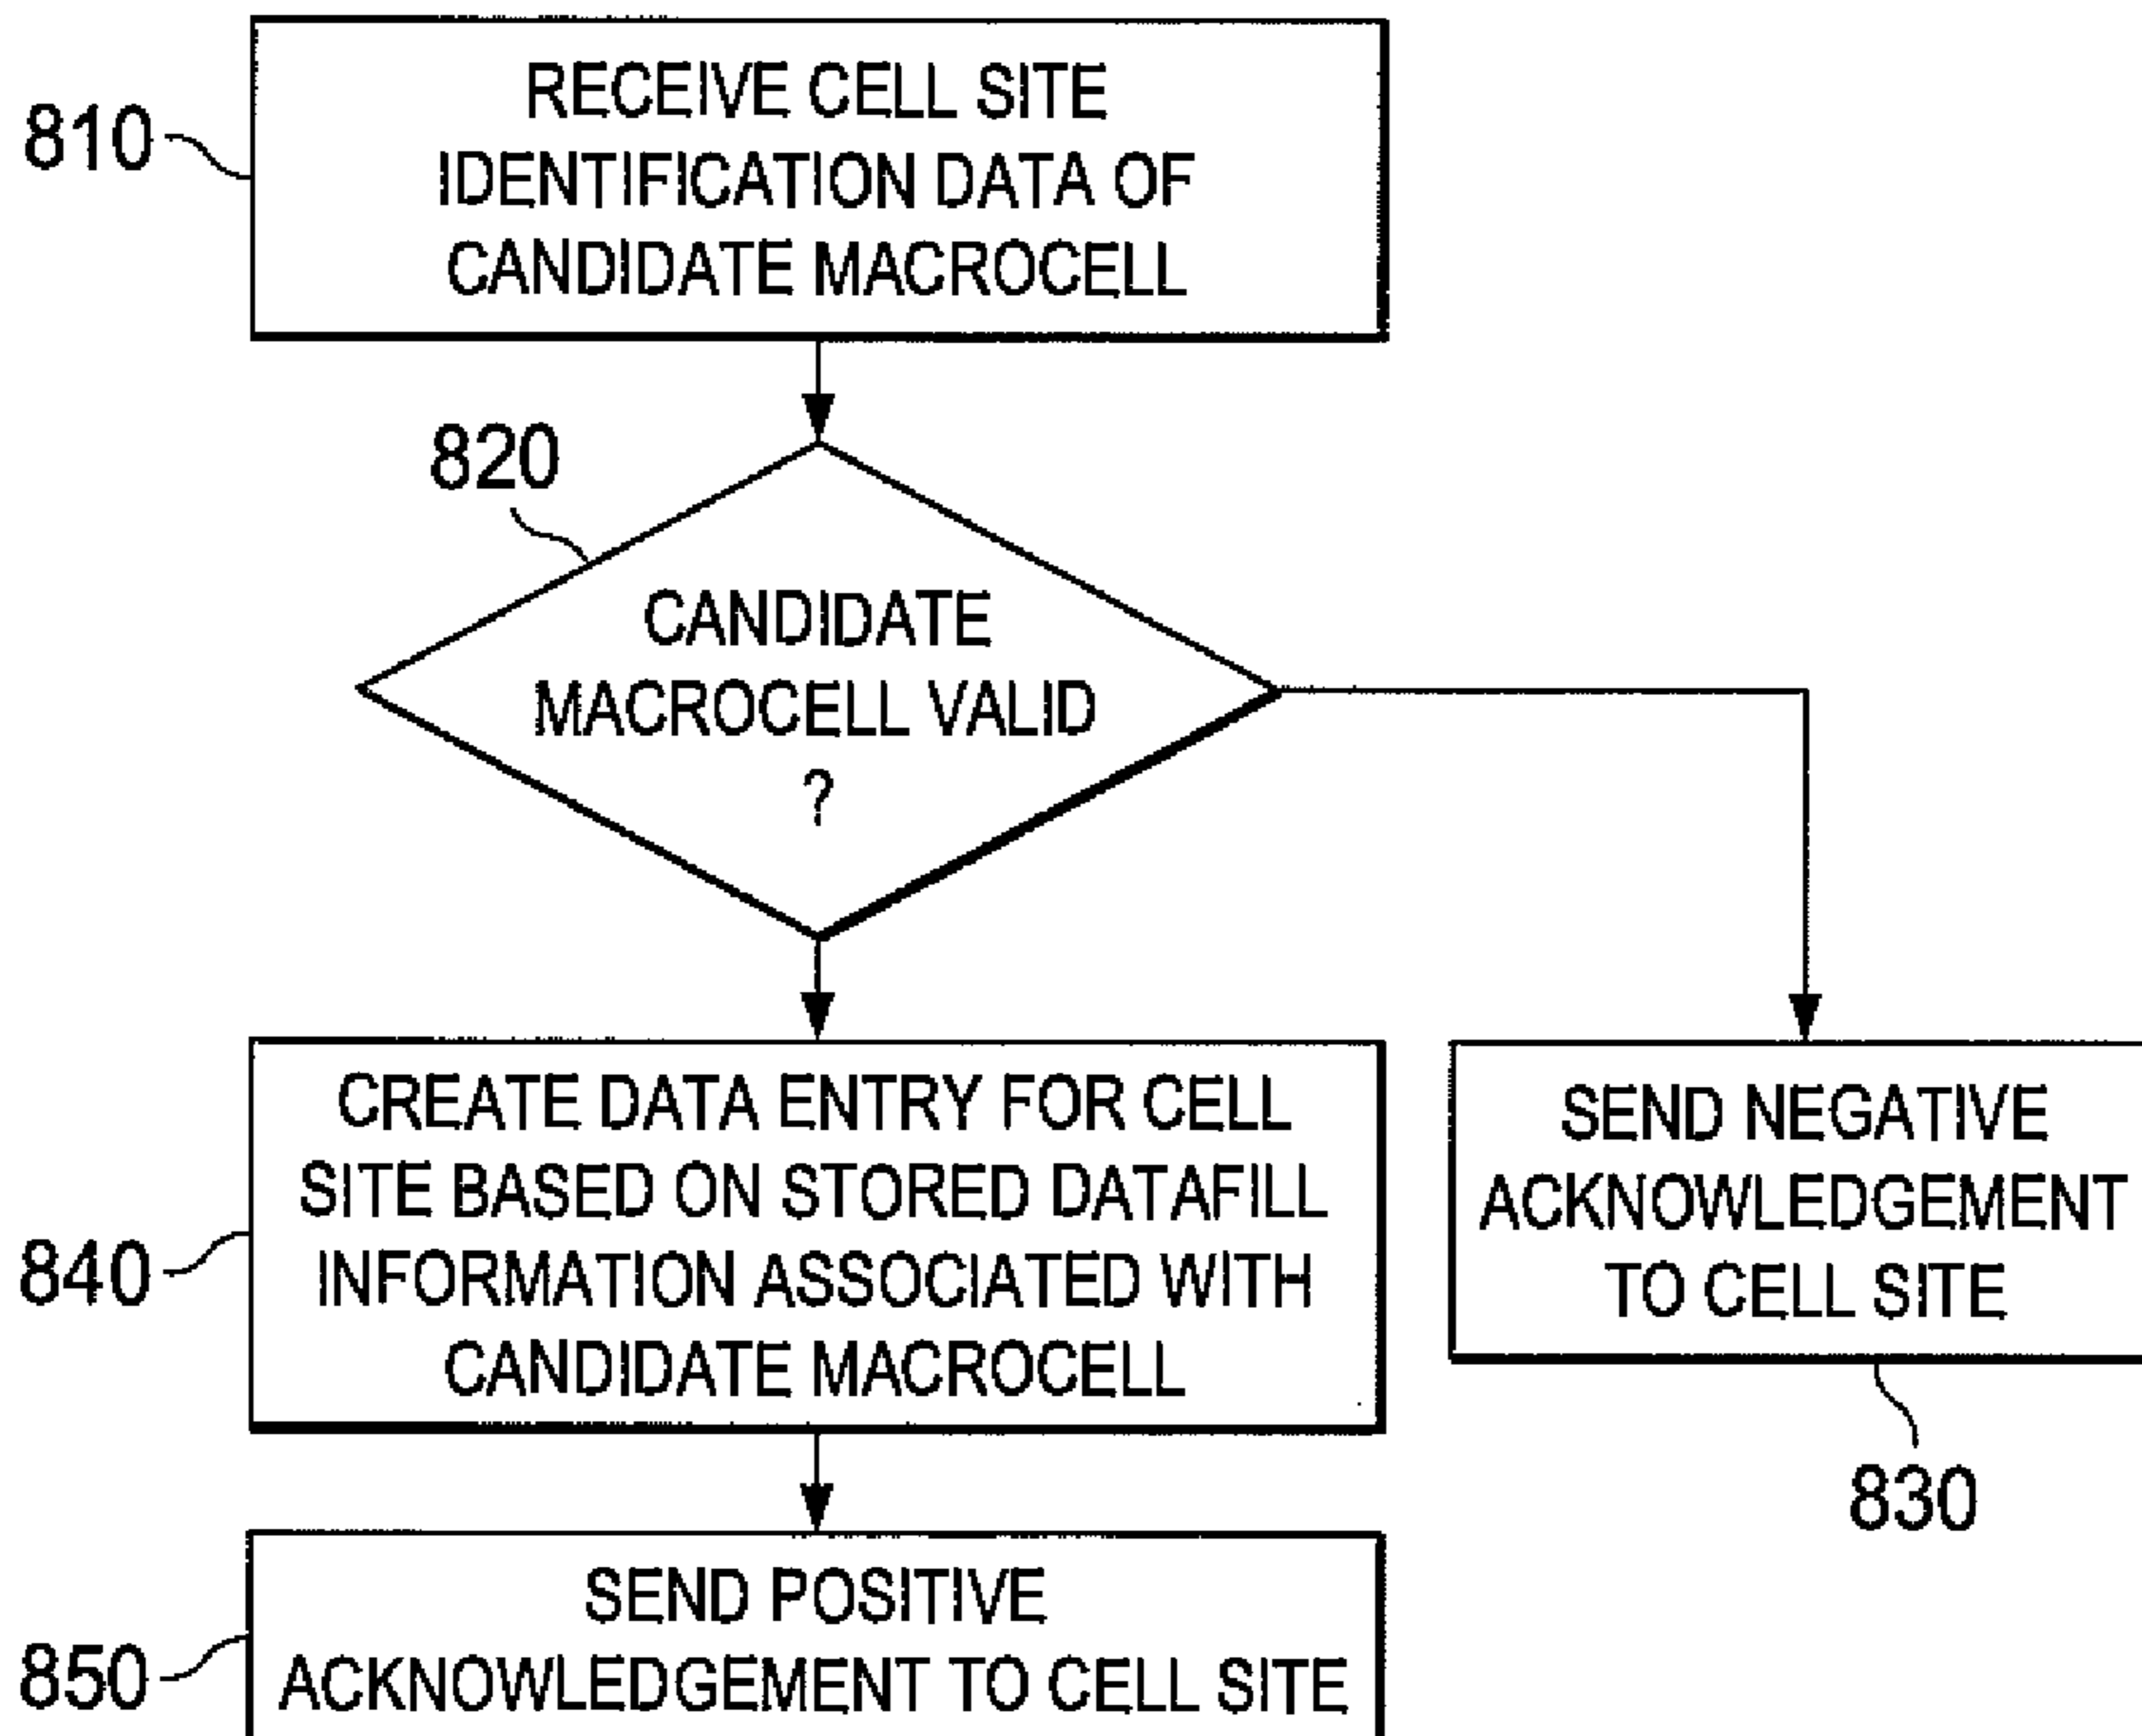 810
RECEIVE CELL SITE
IDENTIFICATION DATA OF
CANDIDATE MACROCELL
820
CANDIDATE
MACROCELL VALID
?
840
CREATE DATA ENTRY FOR CELL
SITE BASED ON STORED DATAFILL
INFORMATION ASSOCIATED WITH
CANDIDATE MACROCELL
SEND NEGATIVE
ACKNOWLEDGEMENT
TO CELL SITE
830
850
SEND POSITIVE
ACKNOWLEDGEMENT TO CELL SITE